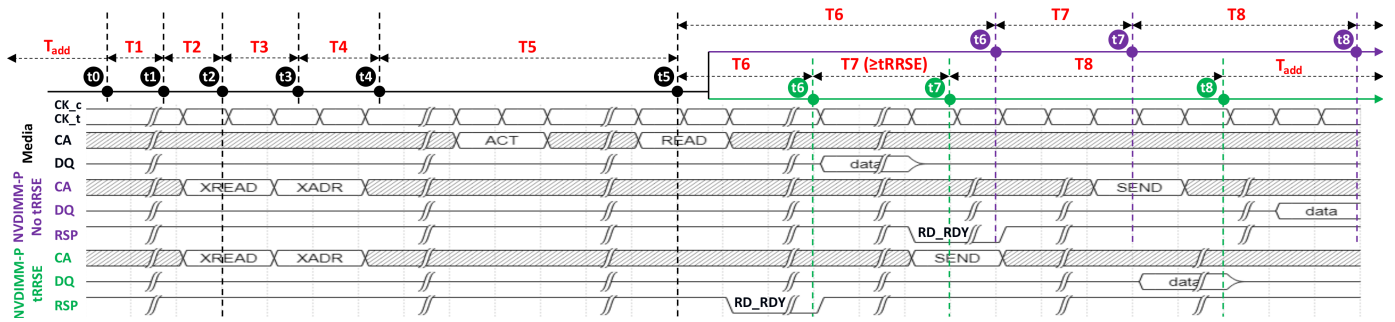 T6 T7 T8
Tadd T1 T2 T3 T4 T5
t6 t7 t8
T6 T7 (≥tRRSE) T8 Tadd
t0 t1 t2 t3 t4 t5
t6 t7 t8
Media
CK_c
CK_t
CA ACT READ
DQ data
NVDIMM-P
No tRRSE
CA XREAD XADR SEND
DQ data
RSP RD_RDY
NVDIMM-P
tRRSE
CA XREAD XADR SEND
DQ data
RSP RD_RDY